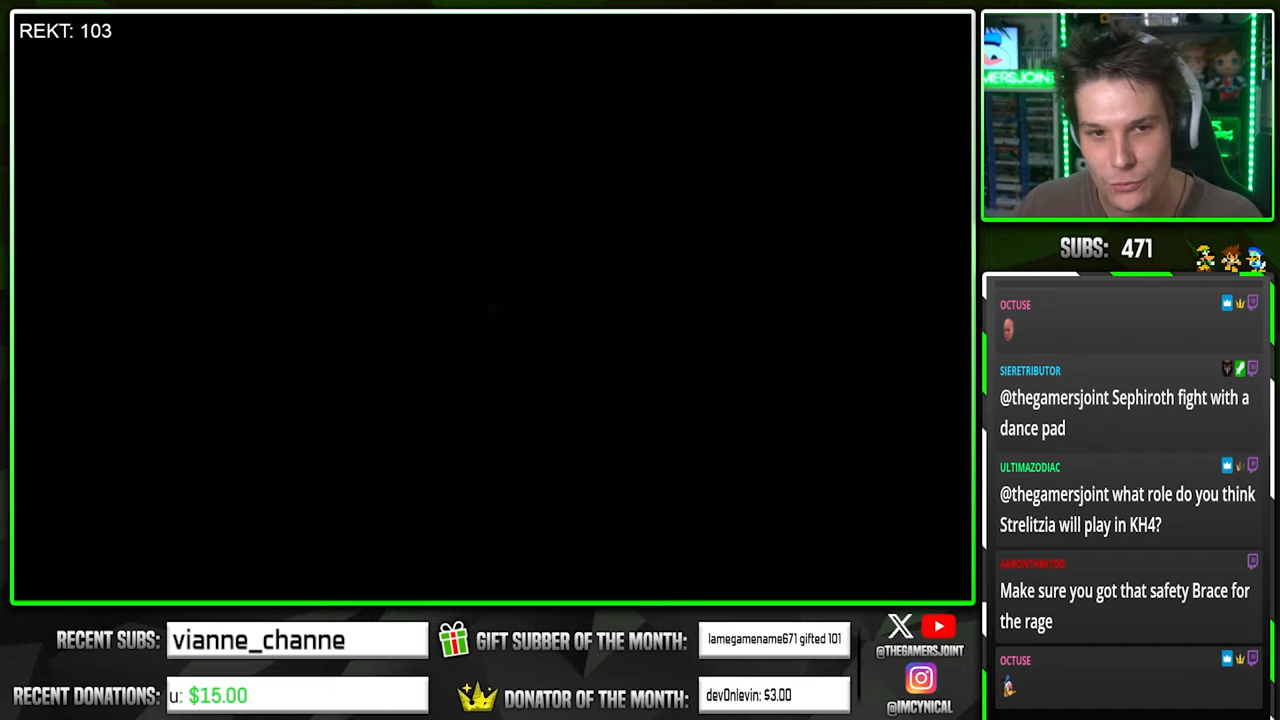 REKT: 103
ERSJOINT
SUBS: 471
OCTUSE
SIERETRIBUTOR
@thegamersjoint Sephiroth fight with a
dance pad
ULTIMAZODIAC
@thegamersjoint what role do you think
Strelitzia will play in KH4?
AARONTHEKYDD
Make sure you got that safety Brace for
the rage
OCTUSE
RECENT SUBS: vianne_channe
GIFT SUBBER OF THE MONTH: lamegamename671 gifted 101
@THEGAMERSJOINT
RECENT DONATIONS: u: $15.00
DONATOR OF THE MONTH: dev0nlevin: $3.00
@IMCYNICAL